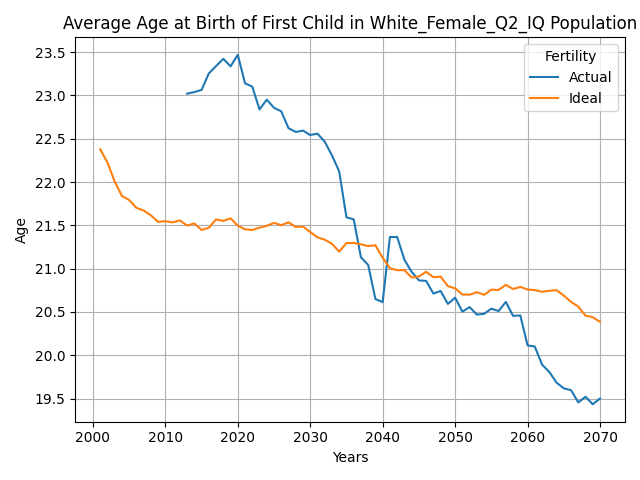 Average Age at Birth of First Child in White_Female_Q2_IQ Population
Fertility
Actual
Ideal
Age
23.5
23.0
22.5
22.0
21.5
21.0
20.5
20.0
19.5
2000 2010 2020 2030 2040 2050 2060 2070
Years